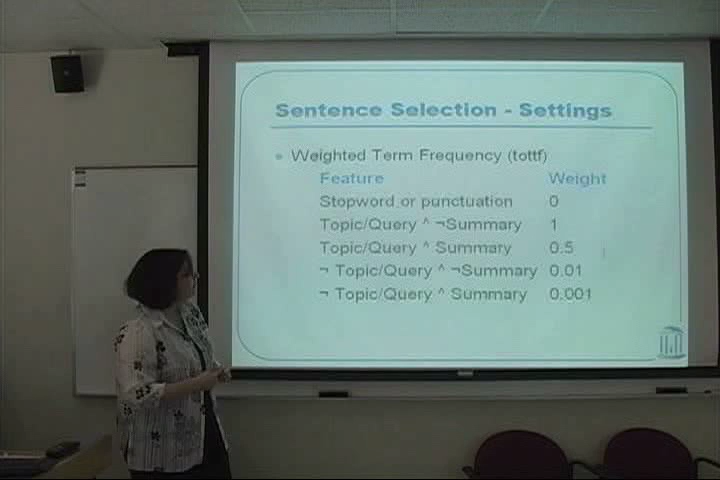 Sentence Selection - Settings
Weighted Term Frequency (tottf)
Feature Weight
Stopword or punctuation 0
Topic/Query ^ ¬Summary 1
Topic/Query ^ Summary 0.5
¬ Topic/Query ^ ¬Summary 0.01
¬ Topic/Query ^ Summary 0.001